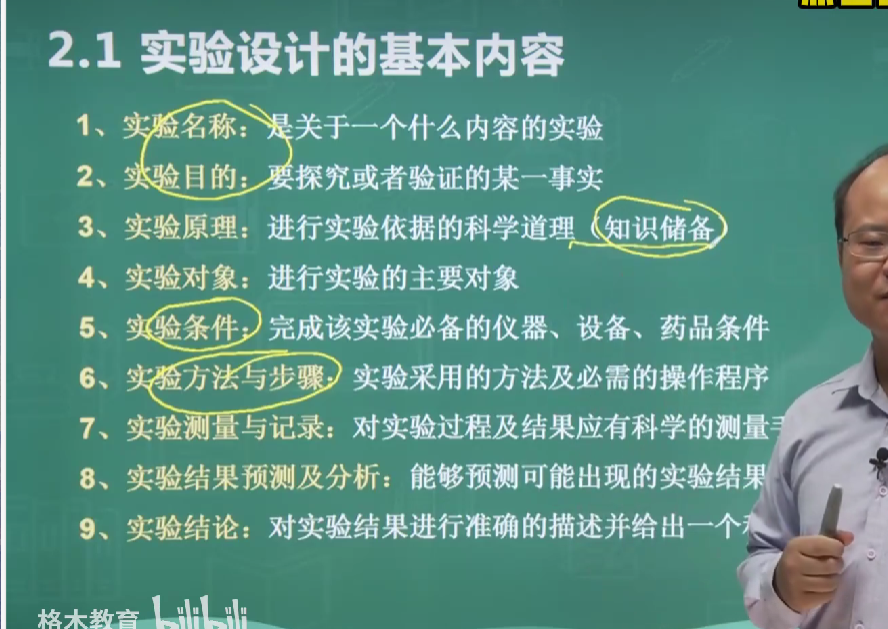 2.1 实验设计的基本内容
1、实验名称：是关于一个什么内容的实验
2、实验目的：要探究或者验证的某一事实
3、实验原理：进行实验依据的科学道理（知识储备
4、实验对象：进行实验的主要对象
5、实验条件：完成该实验必备的仪器、设备、药品条件
6、实验方法与步骤：实验采用的方法及必需的操作程序
7、实验测量与记录：对实验过程及结果应有科学的测量
8、实验结果预测及分析：能够预测可能出现的实验结果
9、实验结论：对实验结果进行准确的描述并给出一个
格木教育 bilibili